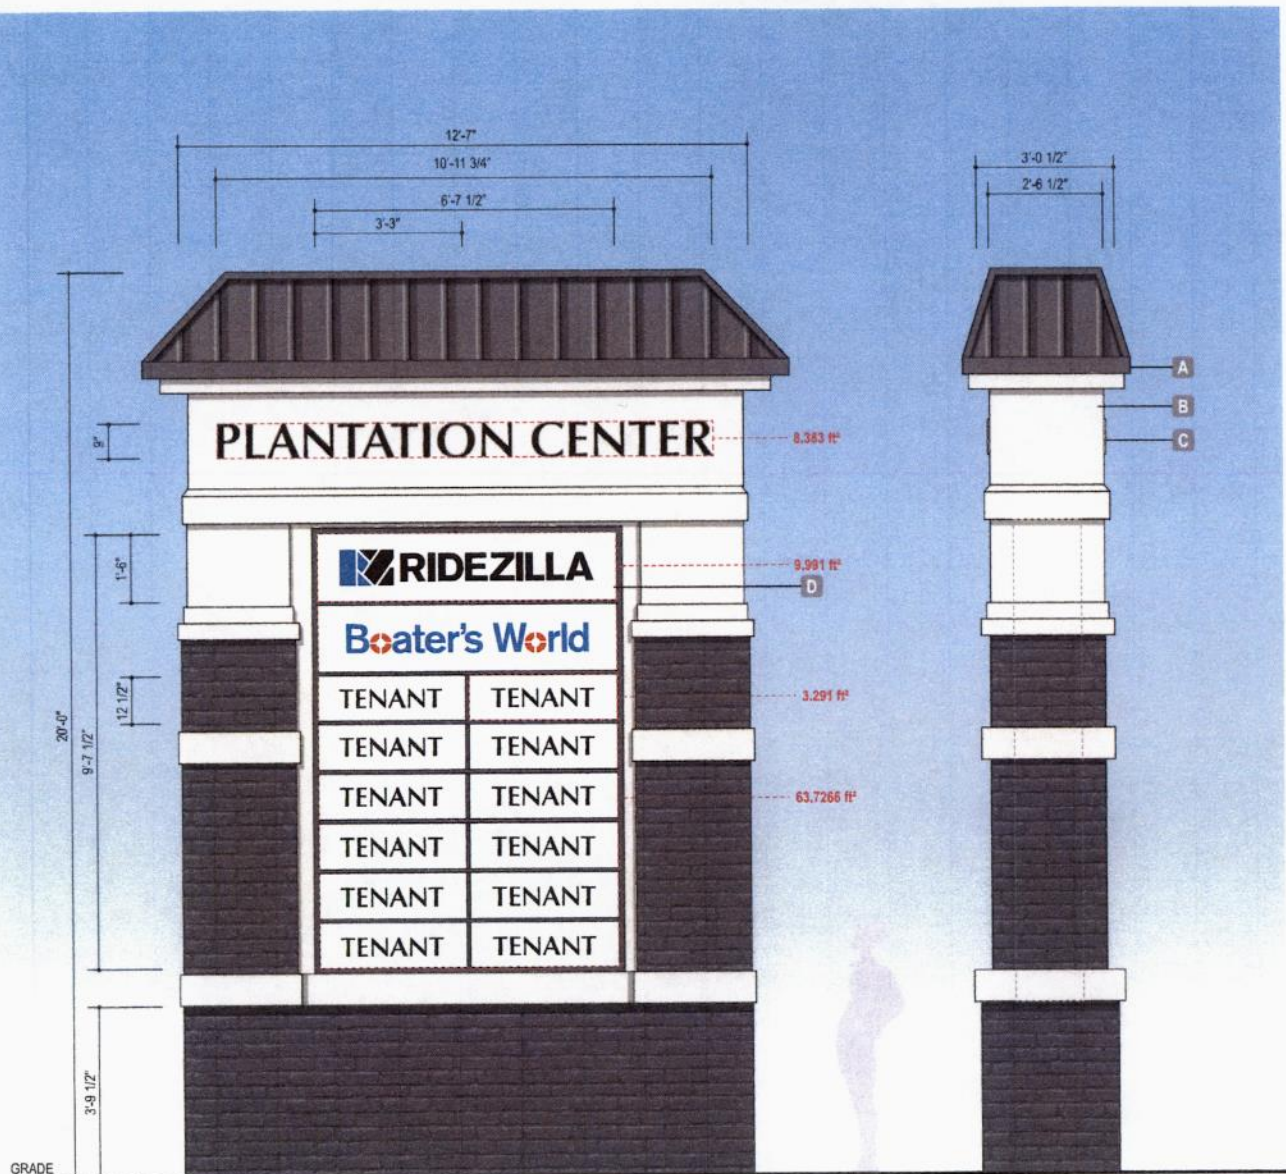 12'-7"
10'-11 3/4"
6'-7 1/2"
3'-3"
3'-0 1/2"
2'-6 1/2"
A
B
9"
PLANTATION CENTER
8.383 ft²
C
1'-6"
RIDEZILLA
9.991 ft²
D
Boater's World
12 1/2"
TENANT TENANT
3.291 ft²
20'-0"
9'-7 1/2"
TENANT TENANT
TENANT TENANT
63.7266 ft²
TENANT TENANT
TENANT TENANT
TENANT TENANT
3'-9 1/2"
GRADE